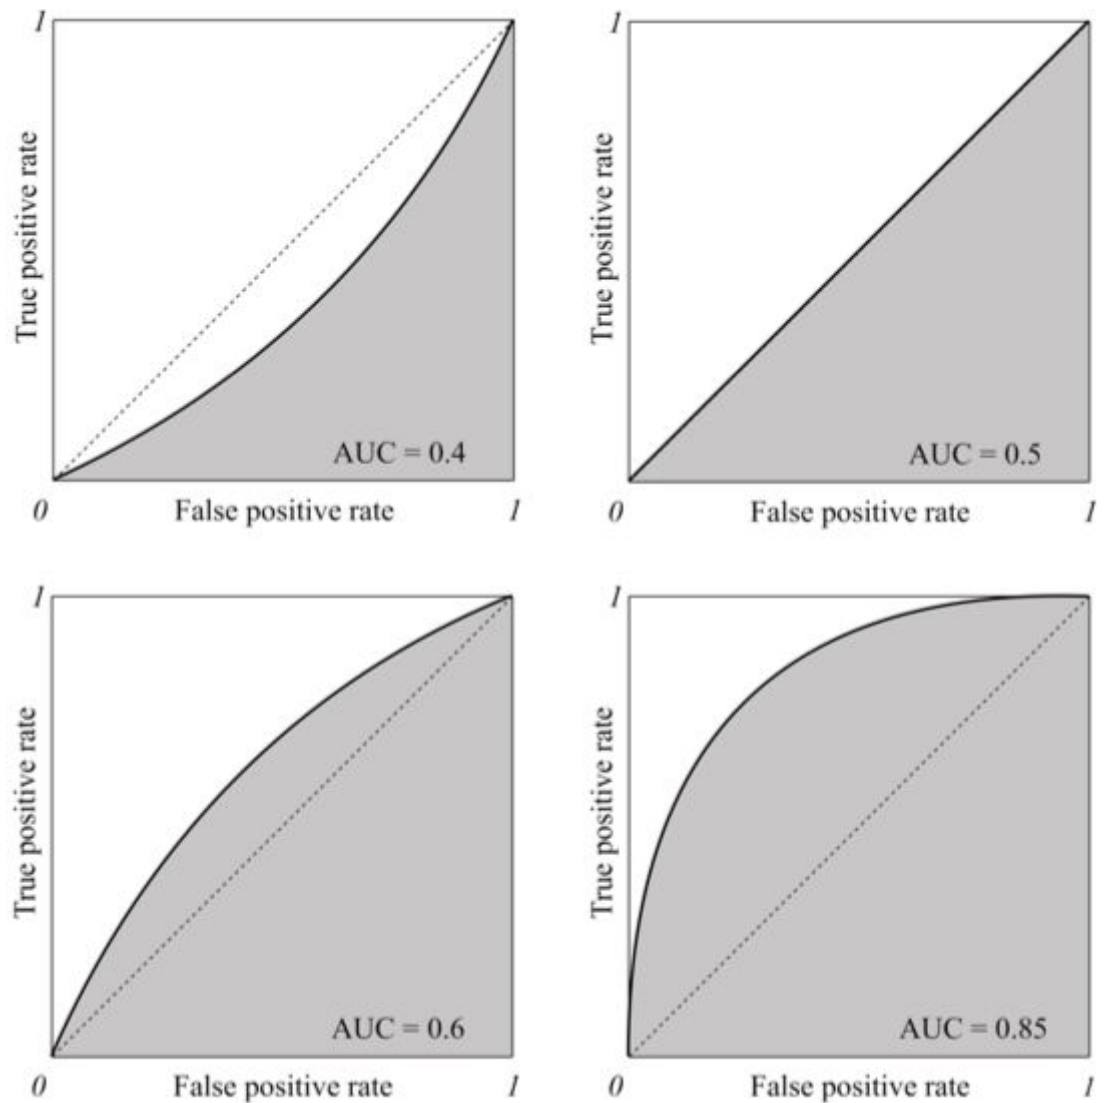 1
True positive rate
AUC = 0.4
0
False positive rate
1
1
True positive rate
AUC = 0.5
0
False positive rate
1
1
True positive rate
AUC = 0.6
0
False positive rate
1
1
True positive rate
AUC = 0.85
0
False positive rate
1